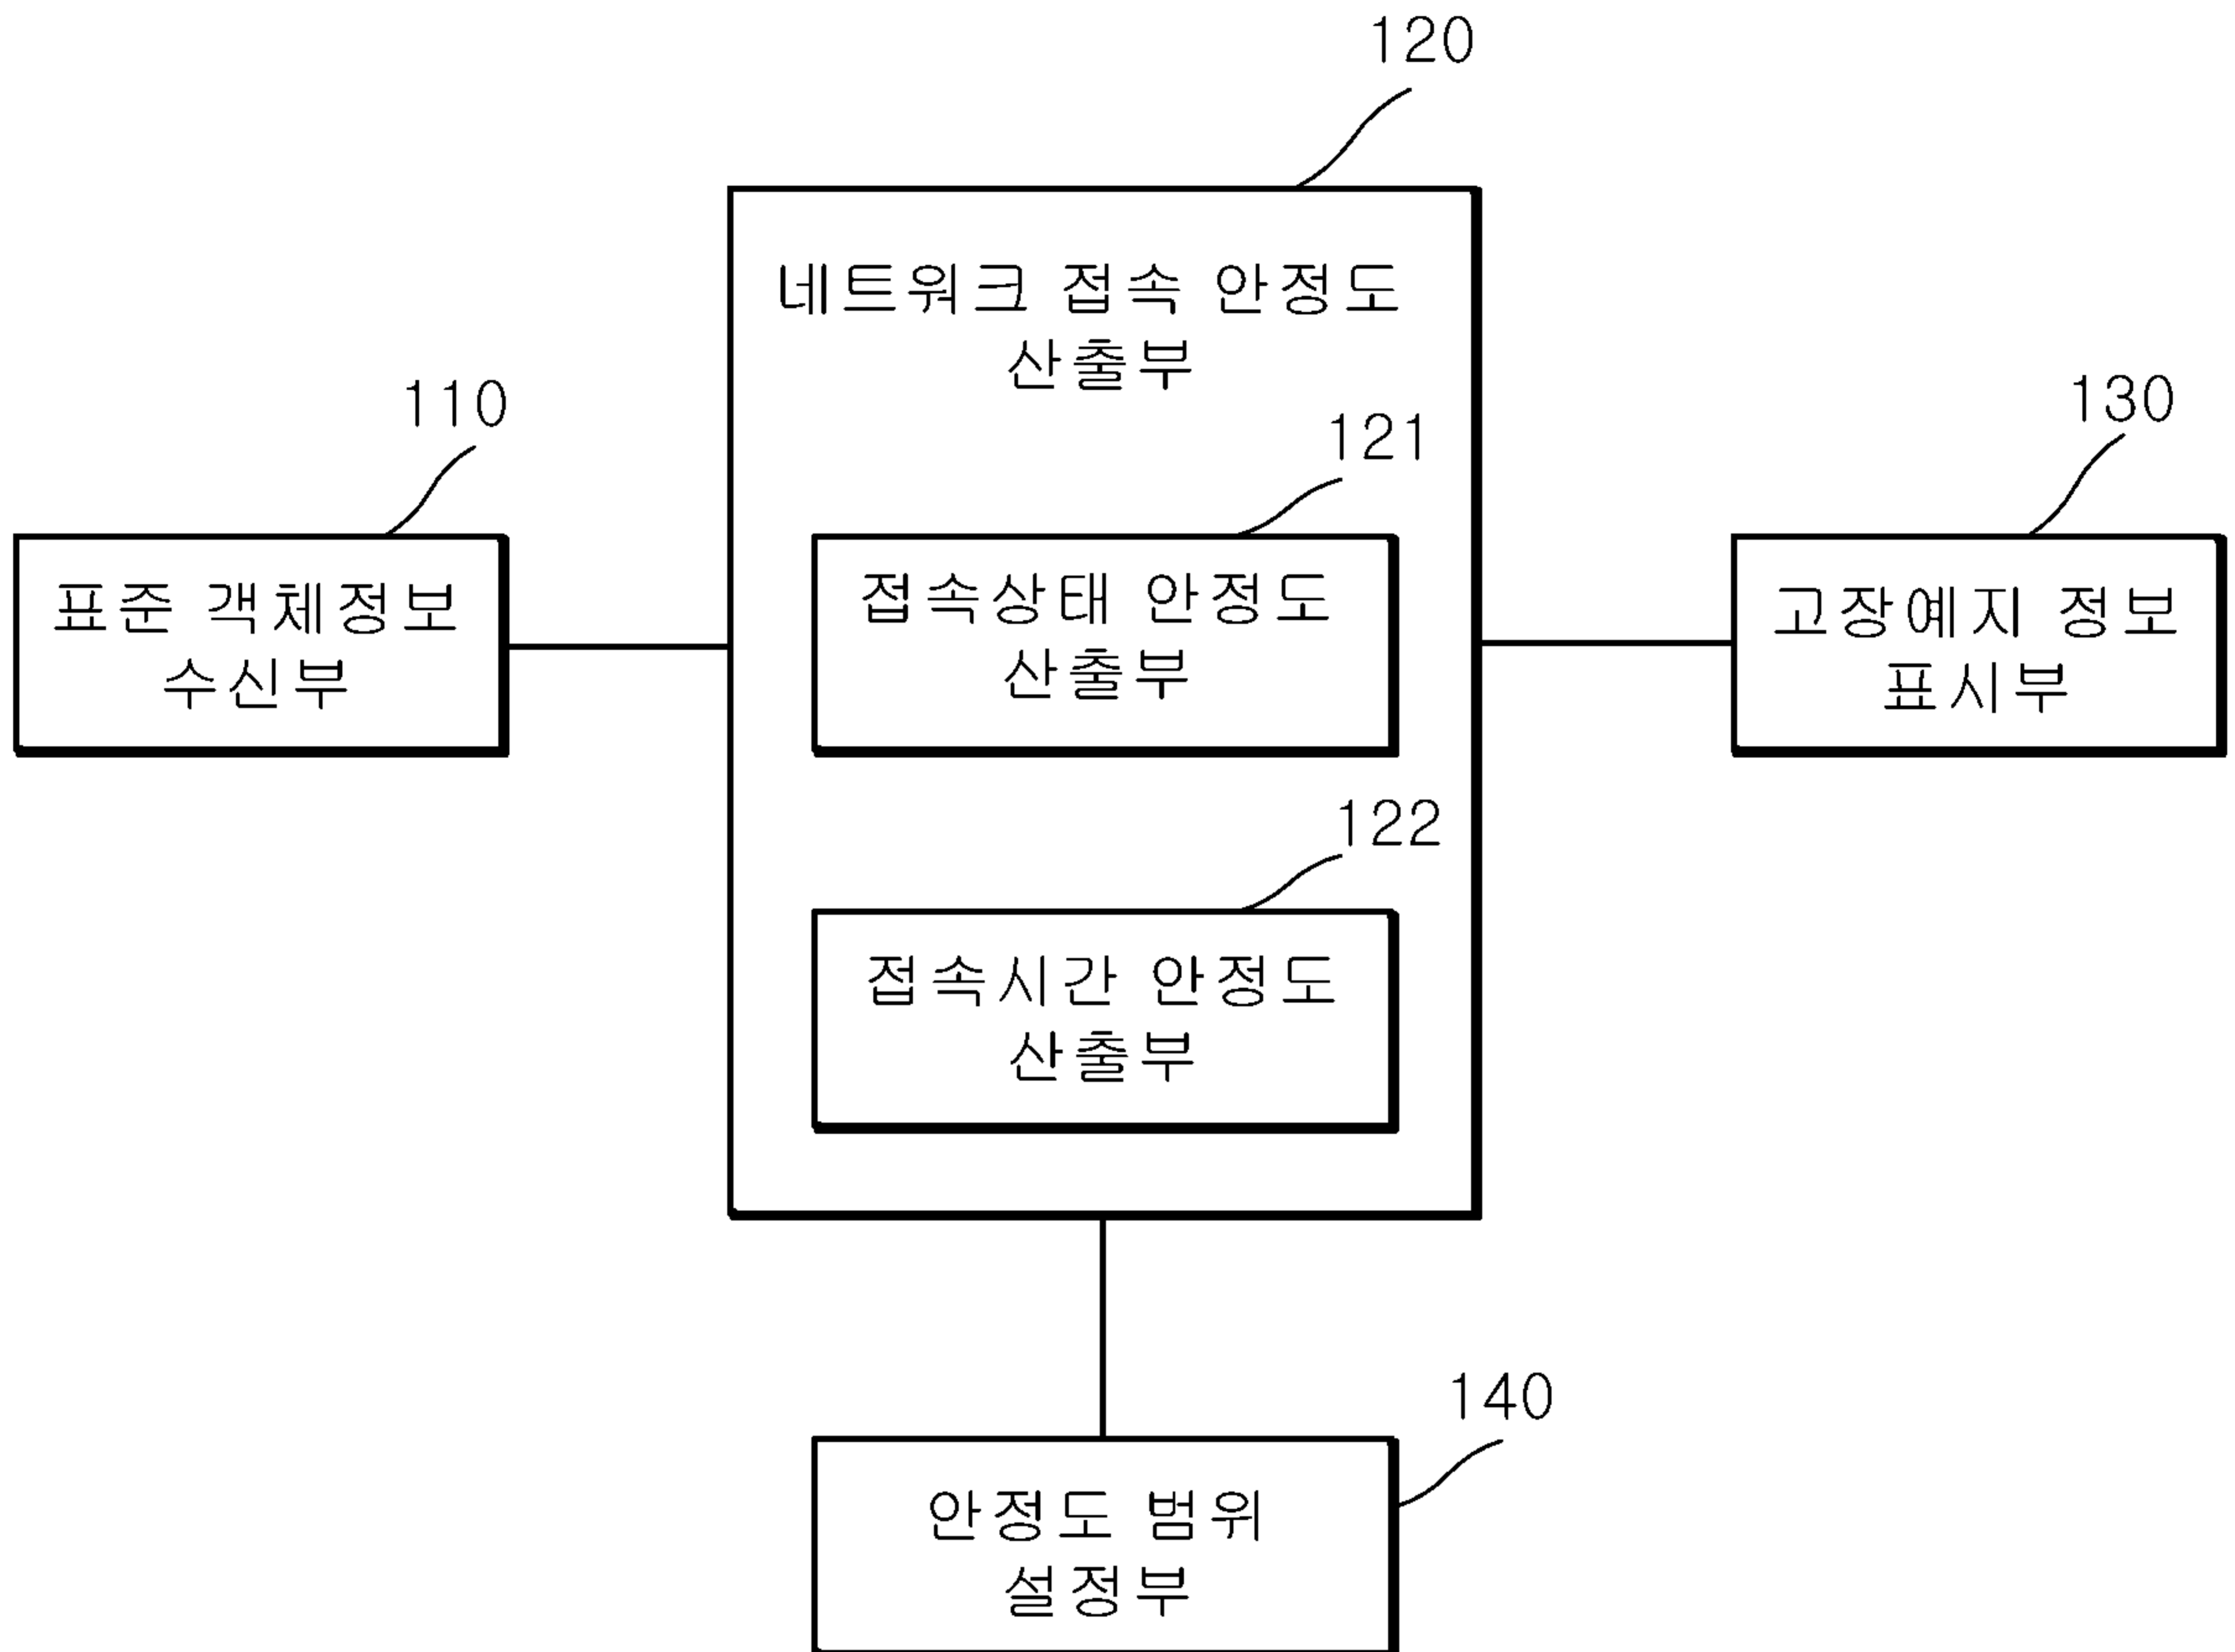 120
네트워크 접속 안정도
산출부
110
130
121
표준 객체정보
수신부
접속상태 안정도
산출부
고장예지 정보
표시부
122
접속시간 안정도
산출부
140
안정도 범위
설정부